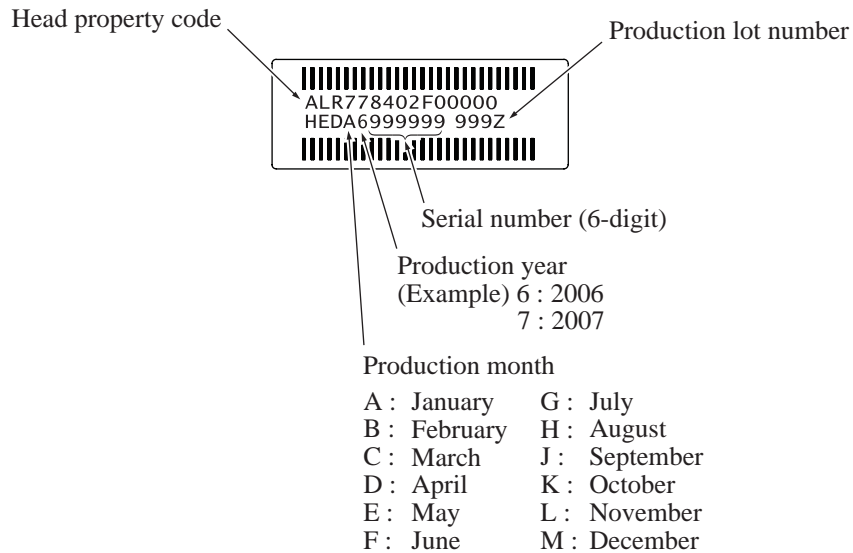 Head property code
Production lot number
ALR778402F00000
HEDA6999999 999Z
Serial number (6-digit)
Production year
(Example) 6 : 2006
7 : 2007
Production month
A : January G : July
B : February H : August
C : March J : September
D : April K : October
E : May L : November
F : June M : December